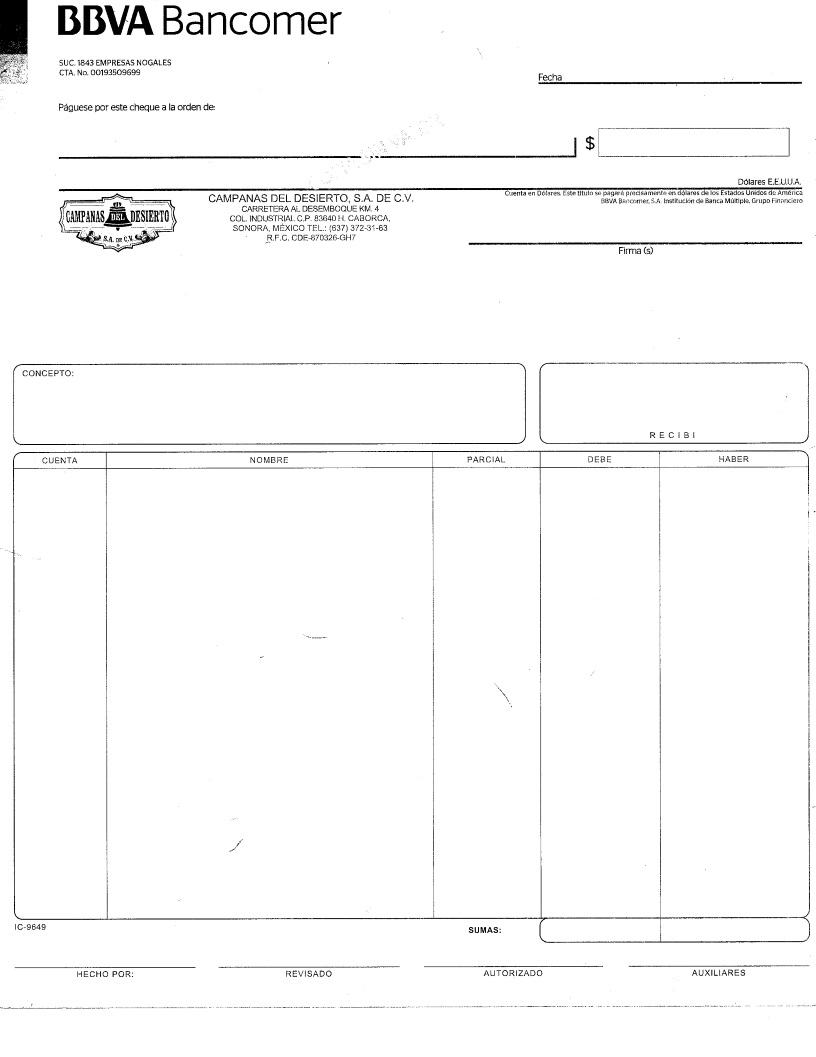 BBVA Bancomer
SUC. 1843 EMPRESAS NOGALES
CTA. No. 00193509699
Fecha
Páguese por este cheque a la orden de:
$
Dólares E.E.U.U.A.
Cuenta en Dólares. Este título se pagará precisamente en dólares de los Estados Unidos de América
BBVA Bancomer, S.A. Institución de Banca Múltiple, Grupo Financiero
CAMPANAS DEL DESIERTO
S.A. DE C.V.
CAMPANAS DEL DESIERTO, S.A. DE C.V.
CARRETERA AL DESEMBOQUE KM. 4
COL. INDUSTRIAL. C.P. 83640 H. CABORCA,
SONORA, MÉXICO TEL.: (637) 372-31-63
R.F.C. CDE-870326-GH7
Firma (s)
CONCEPTO:
RECIBI
CUENTA NOMBRE PARCIAL DEBE HABER
IC-9649
SUMAS:
HECHO POR: REVISADO AUTORIZADO AUXILIARES